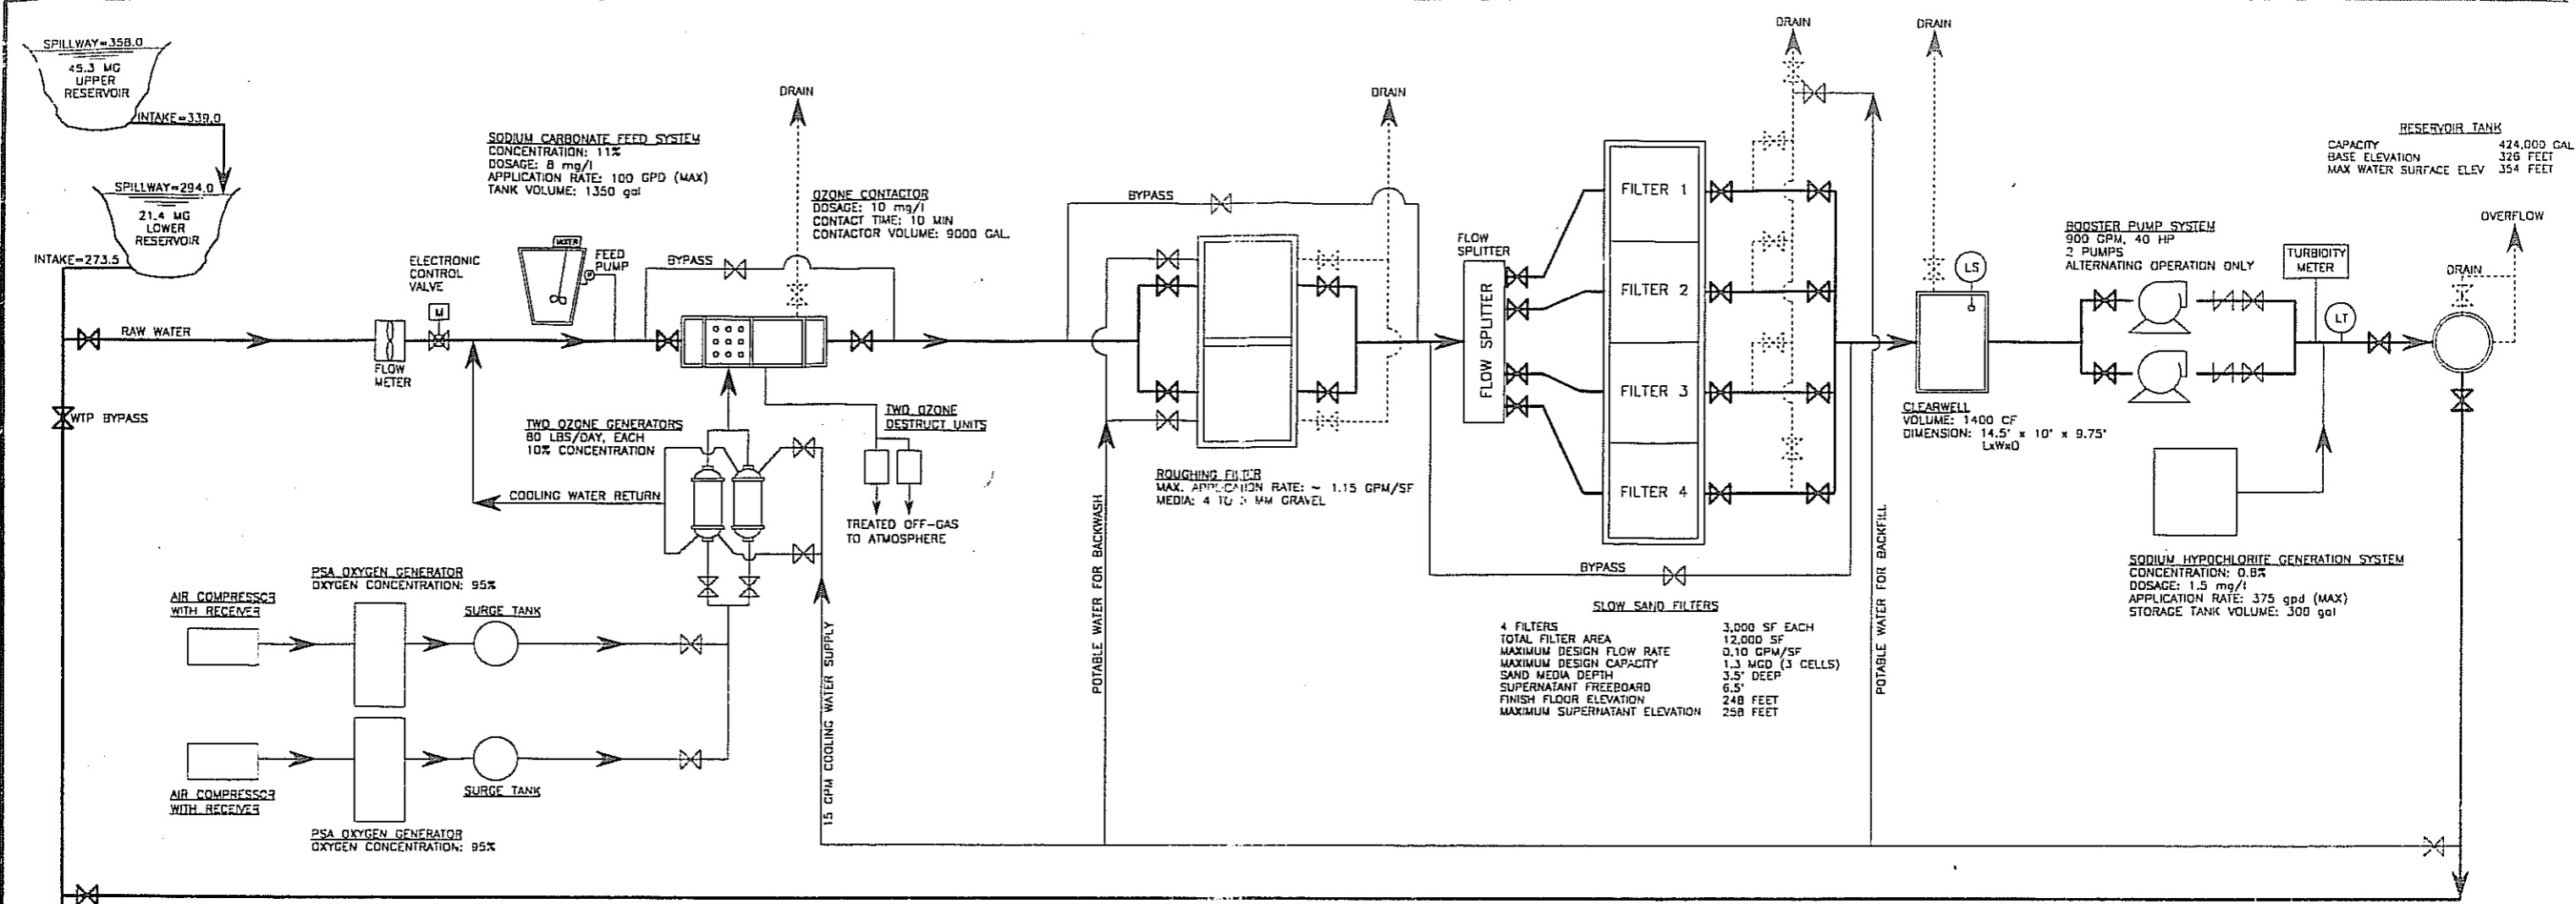 SPILLWAY=358.0
45.3 MG
UPPER
RESERVOIR
INTAKE=339.0
SPILLWAY=294.0
21.4 MG
LOWER
RESERVOIR
INTAKE=273.5
RAW WATER
WTP BYPASS
FLOW
METER
ELECTRONIC
CONTROL
VALVE
M
SODIUM CARBONATE FEED SYSTEM
CONCENTRATION: 11%
DOSAGE: 8 mg/l
APPLICATION RATE: 100 GPD (MAX)
TANK VOLUME: 1350 gal
MIXER
FEED
PUMP
P
BYPASS
DRAIN
OZONE CONTACTOR
DOSAGE: 10 mg/l
CONTACT TIME: 10 MIN
CONTACTOR VOLUME: 9000 GAL.
TWO OZONE GENERATORS
80 LBS/DAY, EACH
10% CONCENTRATION
COOLING WATER RETURN
TWO OZONE
DESTRUCT UNITS
TREATED OFF-GAS
TO ATMOSPHERE
PSA OXYGEN GENERATOR
OXYGEN CONCENTRATION: 95%
AIR COMPRESSOR
WITH RECEIVER
SURGE TANK
AIR COMPRESSOR
WITH RECEIVER
SURGE TANK
PSA OXYGEN GENERATOR
OXYGEN CONCENTRATION: 95%
15 GPM COOLING WATER SUPPLY
BYPASS
DRAIN
ROUGHING FILTER
MAX. APPLICATION RATE: ~ 1.15 GPM/SF
MEDIA: 4 TO MM GRAVEL
POTABLE WATER FOR BACKWASH
FLOW
SPLITTER
FLOW SPLITTER
FILTER 1
FILTER 2
FILTER 3
FILTER 4
DRAIN
BYPASS
SLOW SAND FILTERS
4 FILTERS 3,000 SF EACH
TOTAL FILTER AREA 12,000 SF
MAXIMUM DESIGN FLOW RATE 0.10 GPM/SF
MAXIMUM DESIGN CAPACITY 1.3 MGD (3 CELLS)
SAND MEDIA DEPTH 3.5' DEEP
SUPERNATANT FREEBOARD 6.5'
FINISH FLOOR ELEVATION 248 FEET
MAXIMUM SUPERNATANT ELEVATION 258 FEET
POTABLE WATER FOR BACKFILL
DRAIN
LS
CLEARWELL
VOLUME: 1400 CF
DIMENSION: 14.5' x 10' x 9.75'
LxWxD
BOOSTER PUMP SYSTEM
900 GPM, 40 HP
2 PUMPS
ALTERNATING OPERATION ONLY
TURBIDITY
METER
LT
RESERVOIR TANK
CAPACITY 424,000 GAL
BASE ELEVATION 326 FEET
MAX WATER SURFACE ELEV 354 FEET
OVERFLOW
DRAIN
SODIUM HYPOCHLORITE GENERATION SYSTEM
CONCENTRATION: 0.8%
DOSAGE: 1.5 mg/l
APPLICATION RATE: 375 gpd (MAX)
STORAGE TANK VOLUME: 300 gal